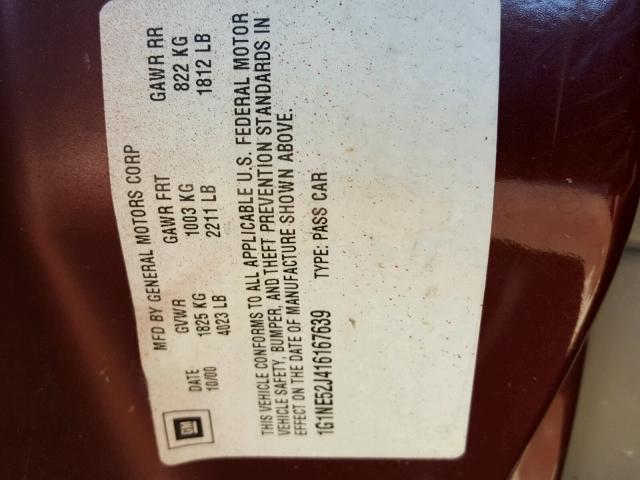 GM
MFD BY GENERAL MOTORS CORP
DATE GVWR GAWR FRT GAWR RR
10/00 1825 KG 1003 KG 822 KG
4023 LB 2211 LB 1812 LB
THIS VEHICLE CONFORMS TO ALL APPLICABLE U.S. FEDERAL MOTOR
VEHICLE SAFETY, BUMPER, AND THEFT PREVENTION STANDARDS IN
EFFECT ON THE DATE OF MANUFACTURE SHOWN ABOVE.
1G1NE52J416167639 TYPE: PASS CAR